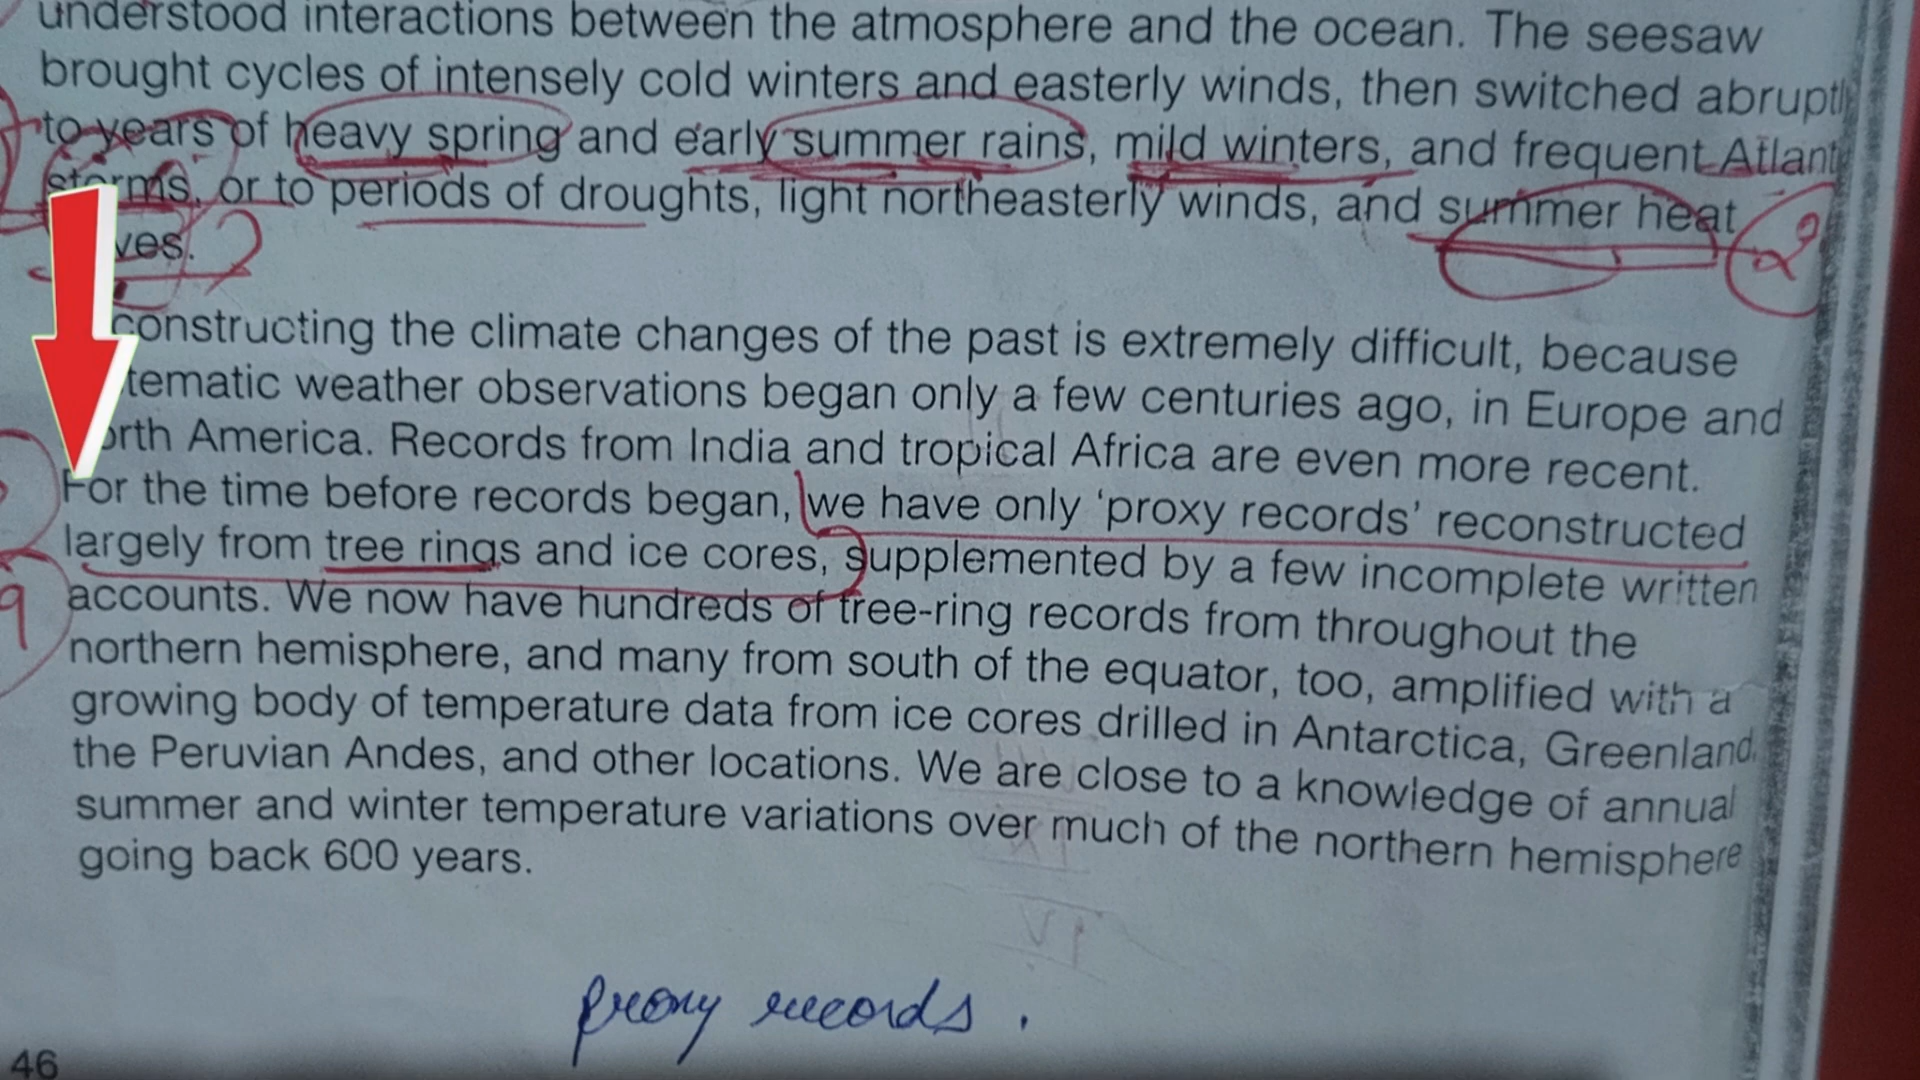 understood interactions between the atmosphere and the ocean. The seesaw
brought cycles of intensely cold winters and easterly winds, then switched abruptl
to years of heavy spring and early summer rains, mild winters, and frequent Atlant
storms, or to periods of droughts, light northeasterly winds, and summer heat
ves. 2
constructing the climate changes of the past is extremely difficult, because
tematic weather observations began only a few centuries ago, in Europe and
orth America. Records from India and tropical Africa are even more recent.
For the time before records began, we have only ‘proxy records’ reconstructed
largely from tree rings and ice cores, supplemented by a few incomplete written
9 accounts. We now have hundreds of tree-ring records from throughout the
northern hemisphere, and many from south of the equator, too, amplified with a
growing body of temperature data from ice cores drilled in Antarctica, Greenland,
the Peruvian Andes, and other locations. We are close to a knowledge of annual
summer and winter temperature variations over much of the northern hemisphere
going back 600 years.
proxy records.
46